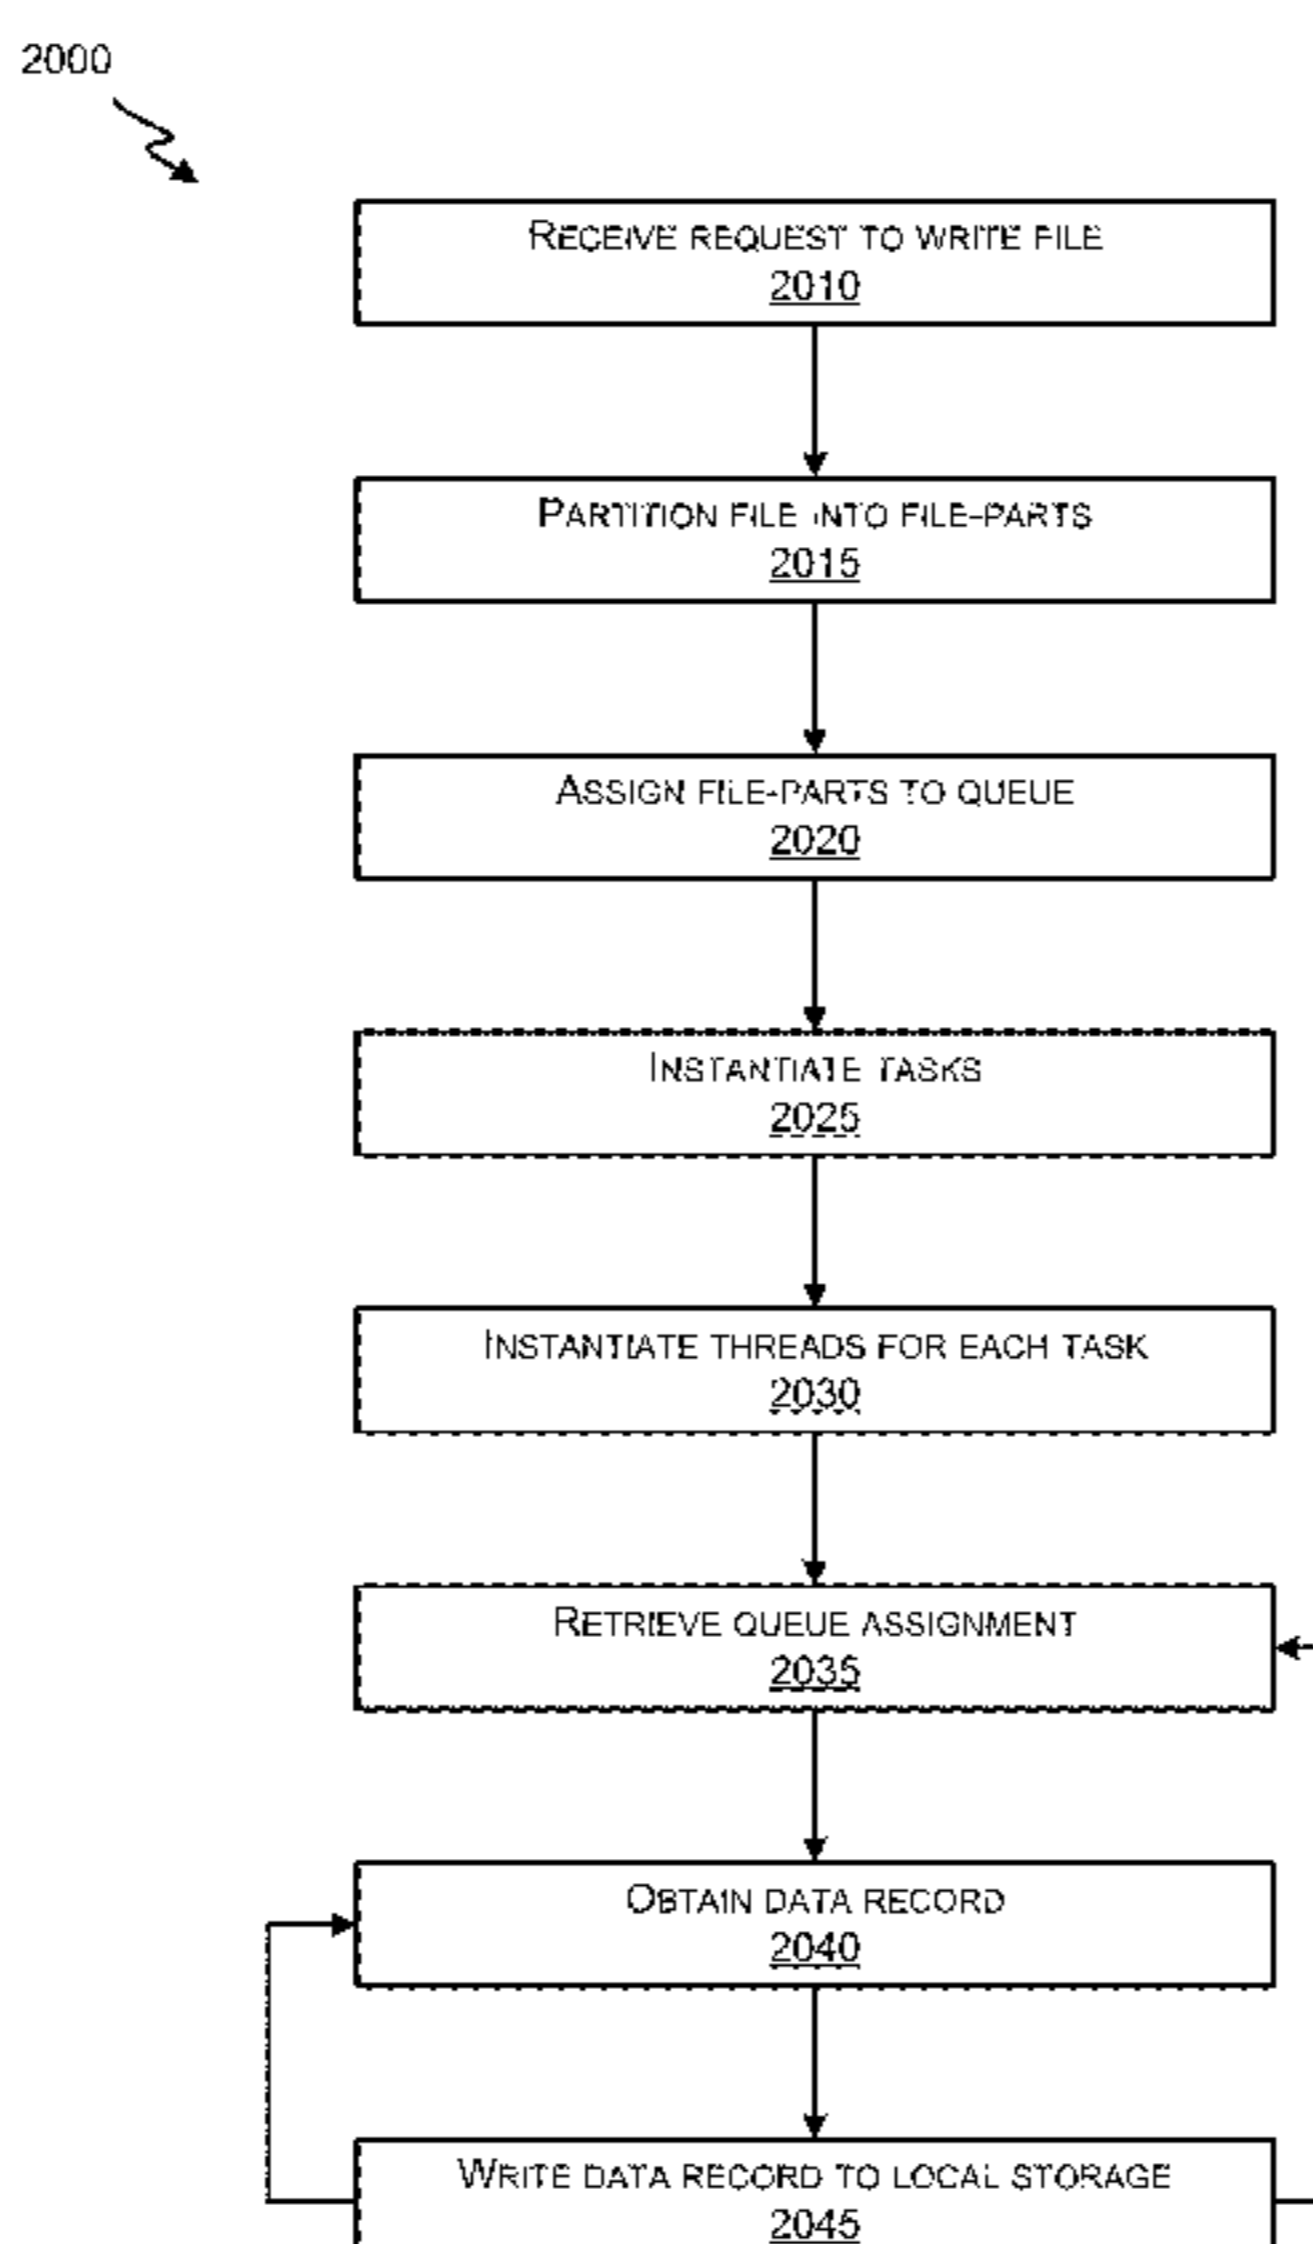 2000
RECEIVE REQUEST TO WRITE FILE
2010
PARTITION FILE INTO FILE-PARTS
2015
ASSIGN FILE-PARTS TO QUEUE
2020
INSTANTIATE TASKS
2025
INSTANTIATE THREADS FOR EACH TASK
2030
RETRIEVE QUEUE ASSIGNMENT
2035
OBTAIN DATA RECORD
2040
WRITE DATA RECORD TO LOCAL STORAGE
2045